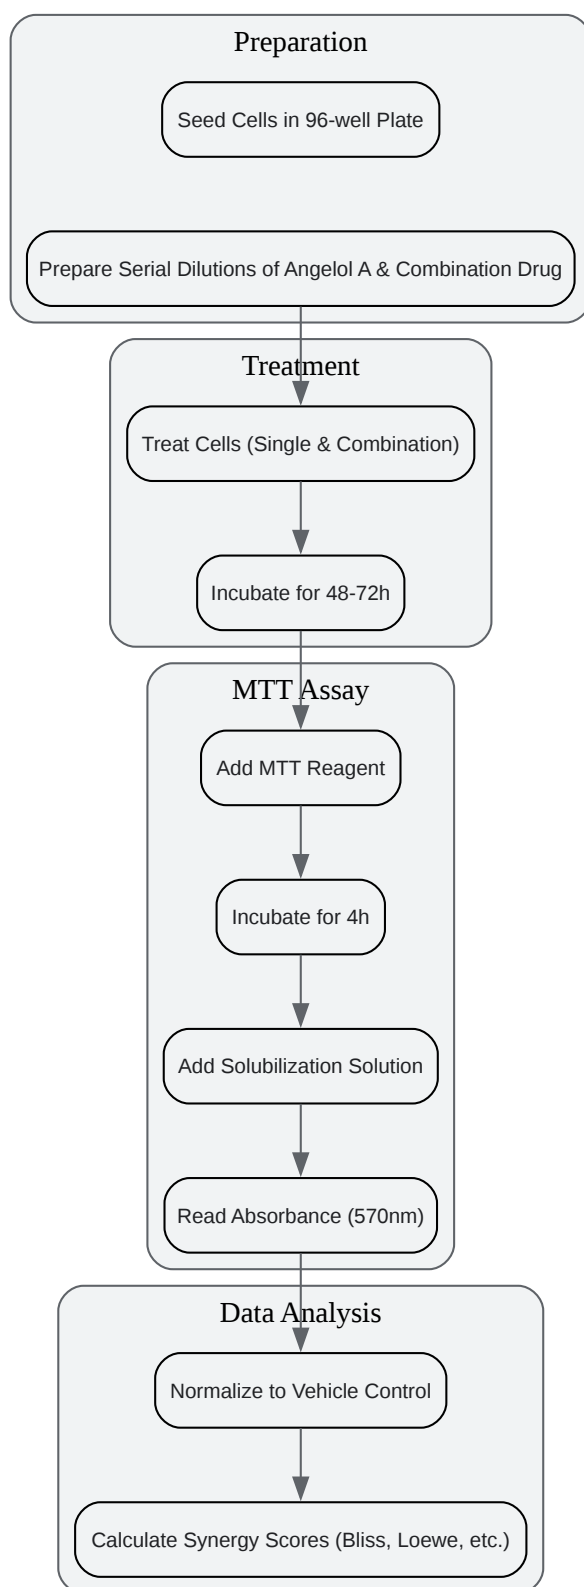 Preparation
Seed Cells in 96-well Plate
Prepare Serial Dilutions of Angelol A & Combination Drug
Treatment
Treat Cells (Single & Combination)
Incubate for 48-72h
MTT Assay
Add MTT Reagent
Incubate for 4h
Add Solubilization Solution
Read Absorbance (570nm)
Data Analysis
Normalize to Vehicle Control
Calculate Synergy Scores (Bliss, Loewe, etc.)